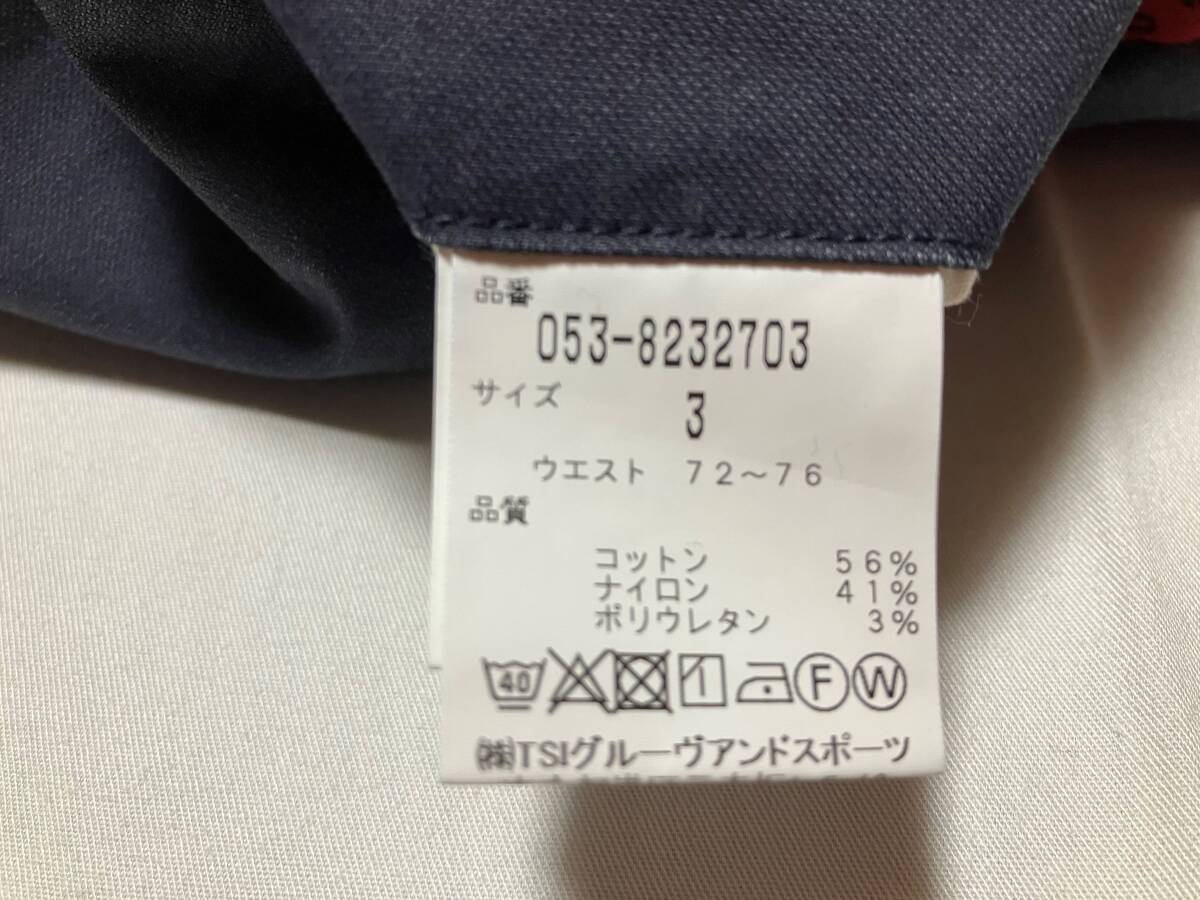 品番
053-8232703
サイズ 3
ウエスト 72～76
品質
コットン 56%
ナイロン 41%
ポリウレタン 3%
40 F W
㈱TSIグルーヴアンドスポーツ